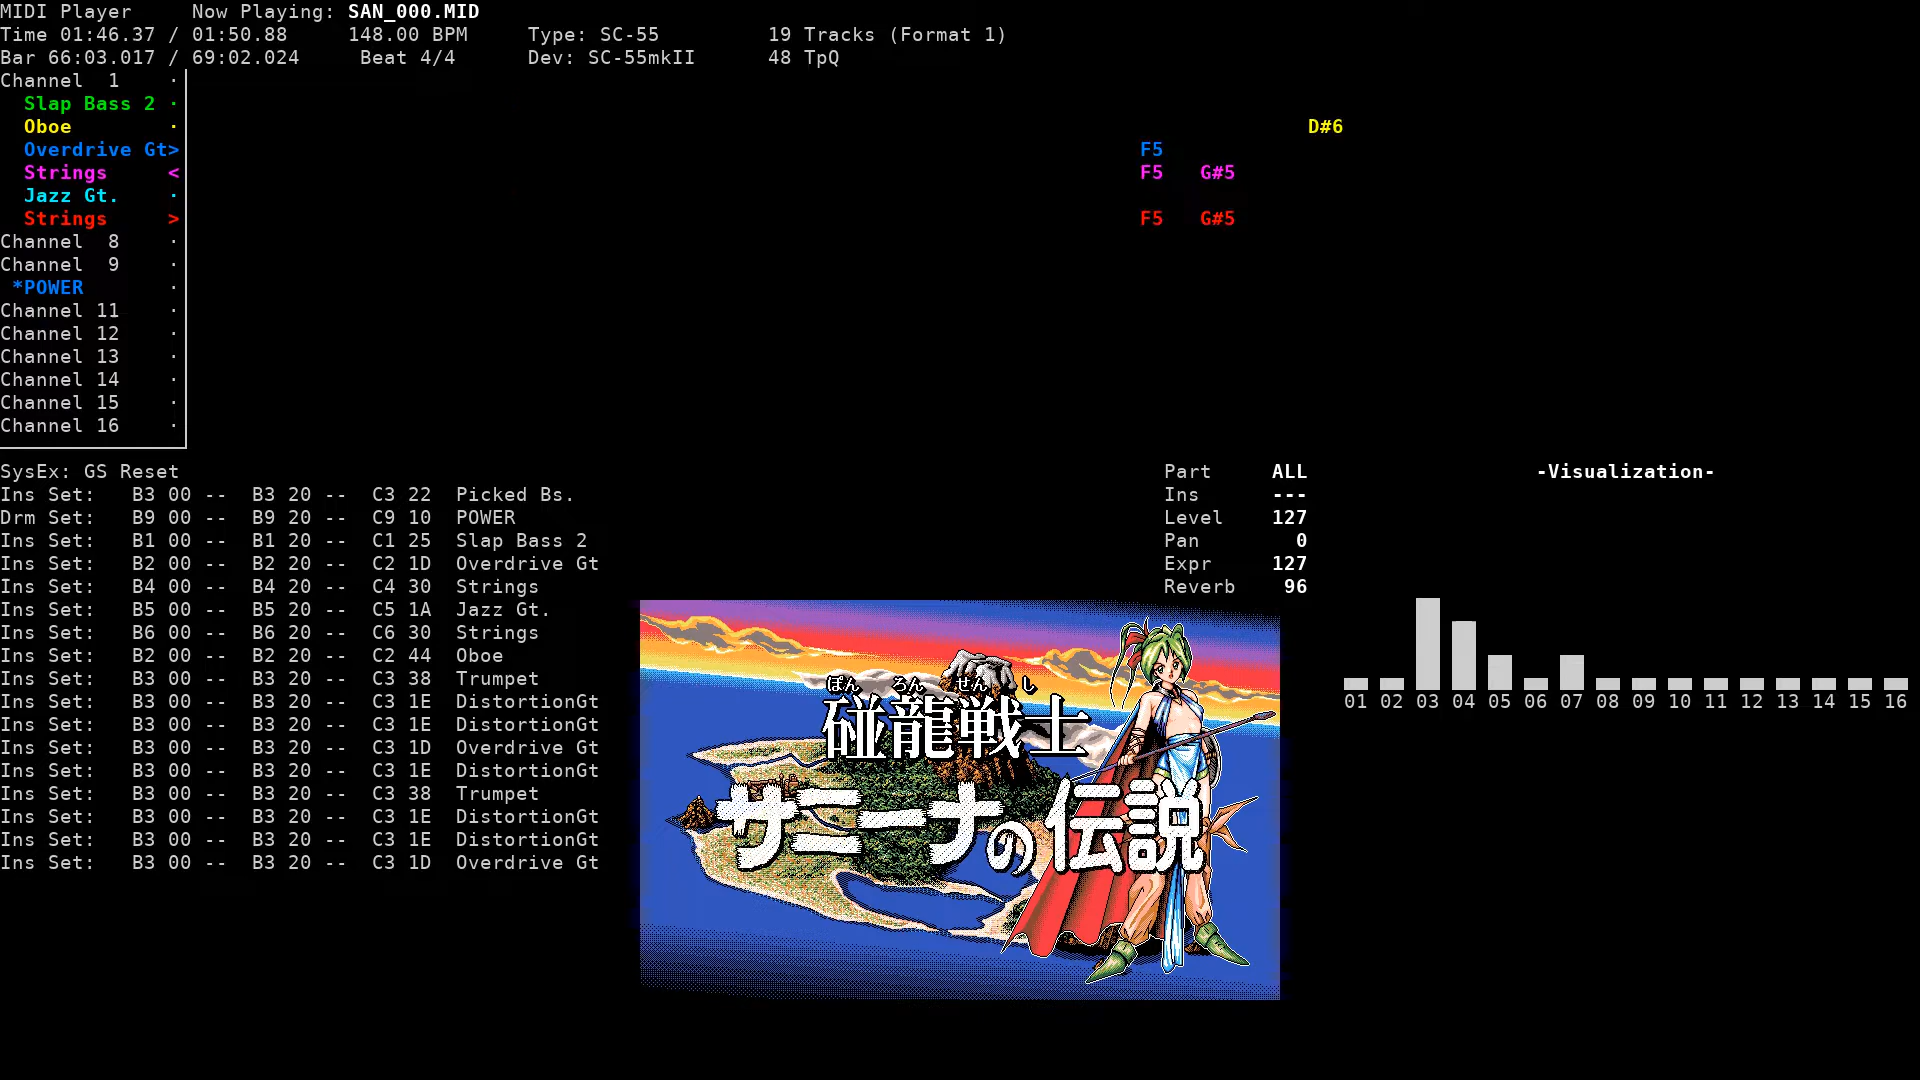 MIDI Player     Now Playing: SAN_000.MID
Time 01:46.37 / 01:50.88     148.00 BPM     Type: SC-55     19 Tracks (Format 1)
Bar 66:03.017 / 69:02.024     Beat 4/4     Dev: SC-55mkII     48 TpQ
Channel  1    ·
Slap Bass 2 ·
Oboe        ·     D#6
Overdrive Gt>     F5
Strings     <     F5   G#5
Jazz Gt.    ·
Strings     >     F5   G#5
Channel  8    ·
Channel  9    ·
*POWER       ·
Channel 11    ·
Channel 12    ·
Channel 13    ·
Channel 14    ·
Channel 15    ·
Channel 16    ·
SysEx: GS Reset
Ins Set:   B3 00 --  B3 20 --  C3 22  Picked Bs.
Drm Set:   B9 00 --  B9 20 --  C9 10  POWER
Ins Set:   B1 00 --  B1 20 --  C1 25  Slap Bass 2
Ins Set:   B2 00 --  B2 20 --  C2 1D  Overdrive Gt
Ins Set:   B4 00 --  B4 20 --  C4 30  Strings
Ins Set:   B5 00 --  B5 20 --  C5 1A  Jazz Gt.
Ins Set:   B6 00 --  B6 20 --  C6 30  Strings
Ins Set:   B2 00 --  B2 20 --  C2 44  Oboe
Ins Set:   B3 00 --  B3 20 --  C3 38  Trumpet
Ins Set:   B3 00 --  B3 20 --  C3 1E  DistortionGt
Ins Set:   B3 00 --  B3 20 --  C3 1E  DistortionGt
Ins Set:   B3 00 --  B3 20 --  C3 1D  Overdrive Gt
Ins Set:   B3 00 --  B3 20 --  C3 1E  DistortionGt
Ins Set:   B3 00 --  B3 20 --  C3 38  Trumpet
Ins Set:   B3 00 --  B3 20 --  C3 1E  DistortionGt
Ins Set:   B3 00 --  B3 20 --  C3 1E  DistortionGt
Ins Set:   B3 00 --  B3 20 --  C3 1D  Overdrive Gt
Part     ALL
Ins      ---
Level    127
Pan        0
Expr     127
Reverb    96
-Visualization-
01 02 03 04 05 06 07 08 09 10 11 12 13 14 15 16
ぽん ろん せん し
碰龍戦士
サニーナの伝説